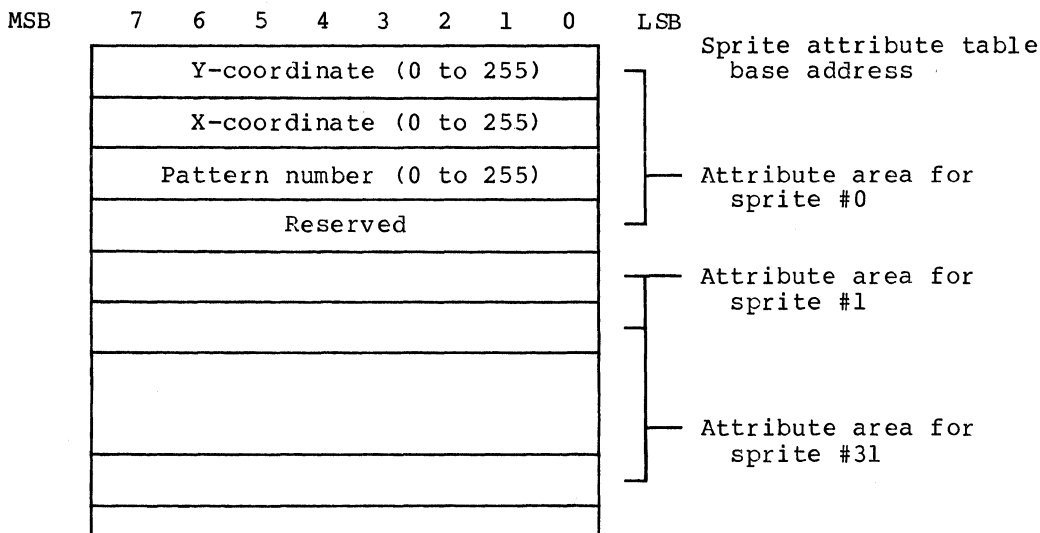 MSB 7 6 5 4 3 2 1 0 LSB
Sprite attribute table
base address
Y-coordinate (0 to 255)
X-coordinate (0 to 255)
Pattern number (0 to 255)
Attribute area for
sprite #0
Reserved
Attribute area for
sprite #1
Attribute area for
sprite #31